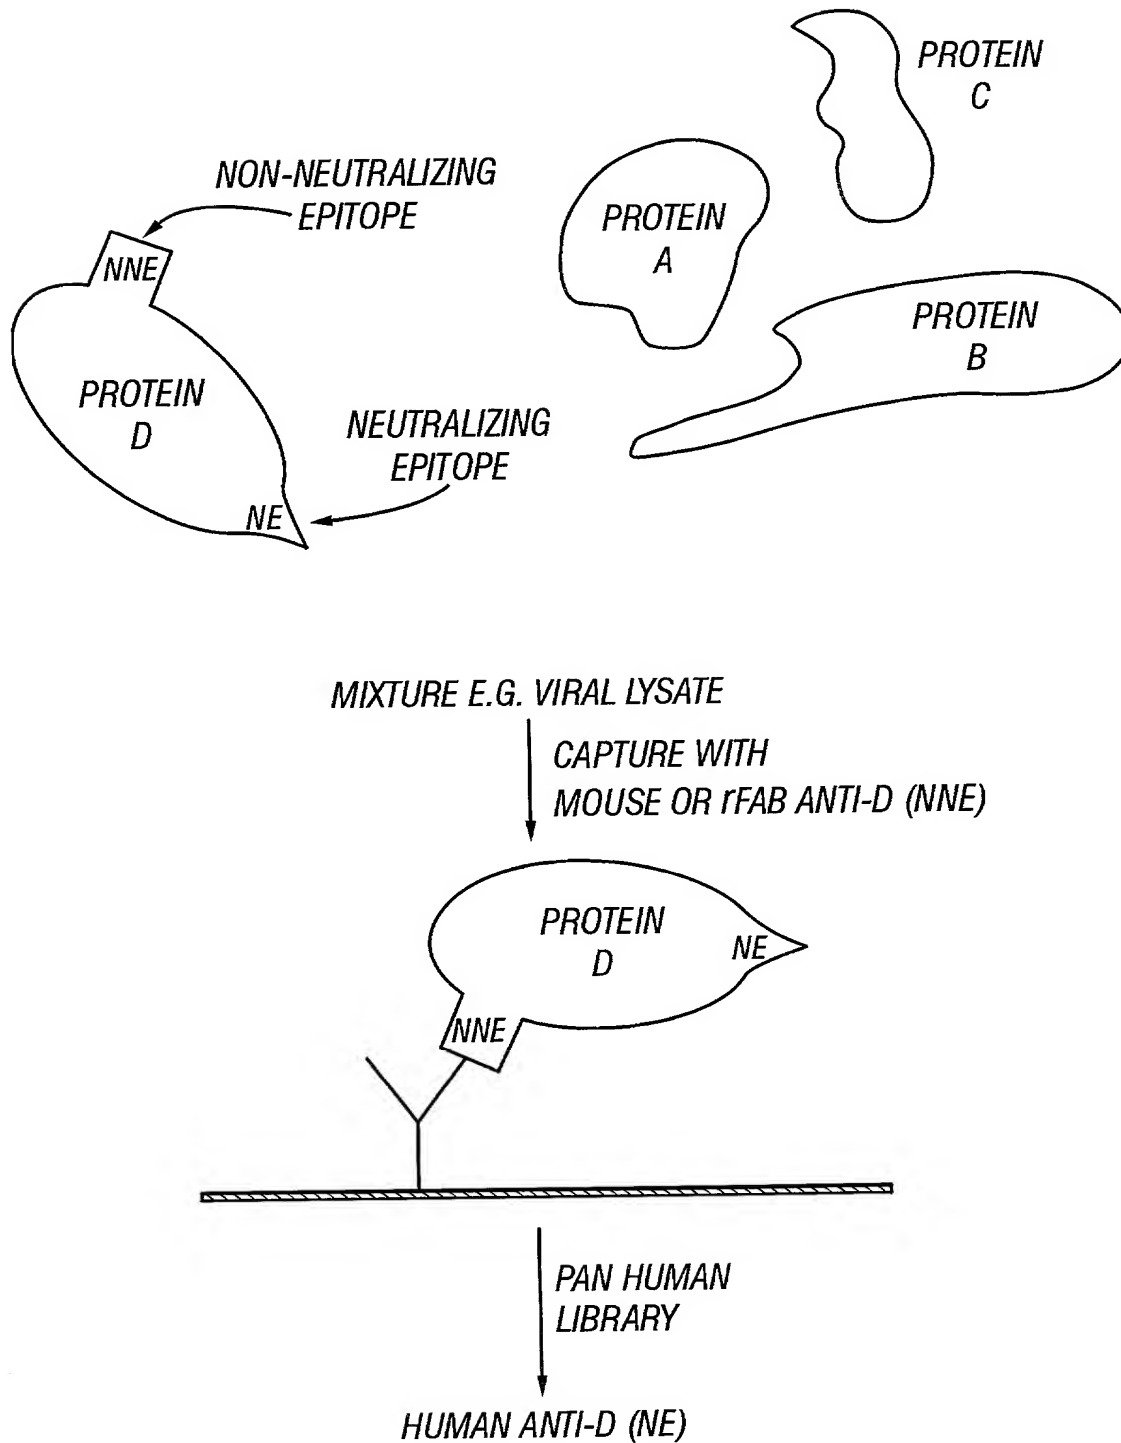 PROTEIN
C
NON-NEUTRALIZING
EPITOPE
PROTEIN
A
NNE
PROTEIN
B
PROTEIN
D
NEUTRALIZING
EPITOPE
NE
MIXTURE E.G. VIRAL LYSATE
CAPTURE WITH
MOUSE OR rFAB ANTI-D (NNE)
PROTEIN
D
NE
NNE
PAN HUMAN
LIBRARY
HUMAN ANTI-D (NE)